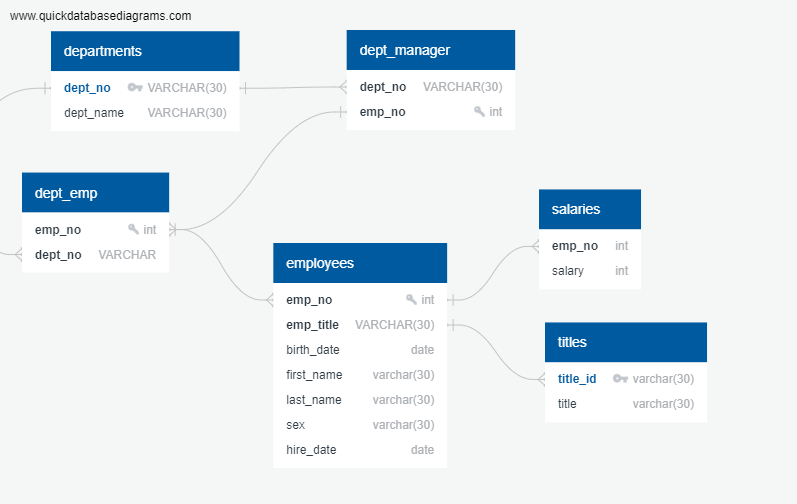 www.quickdatabasediagrams.com
departments
dept_no VARCHAR(30)
dept_name VARCHAR(30)
dept_manager
dept_no VARCHAR(30)
emp_no int
dept_emp
emp_no int
dept_no VARCHAR
employees
emp_no int
emp_title VARCHAR(30)
birth_date date
first_name varchar(30)
last_name varchar(30)
sex varchar(30)
hire_date date
salaries
emp_no int
salary int
titles
title_id varchar(30)
title varchar(30)